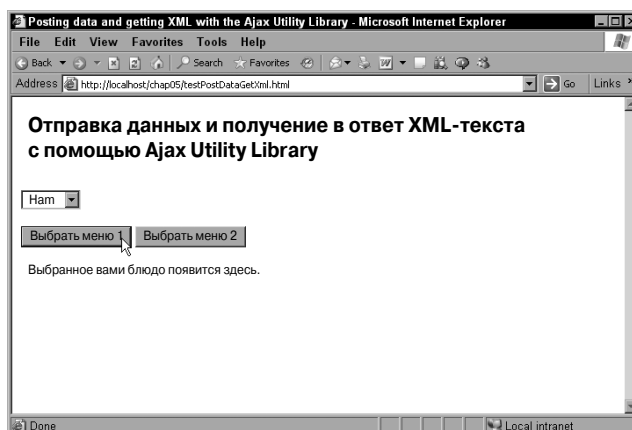 Posting data and getting XML with the Ajax Utility Library - Microsoft Internet Explorer
File Edit View Favorites Tools Help
Back Search Favorites
Address http://localhost/chap05/testPostDataGetXml.html Go Links
Отправка данных и получение в ответ XML-текста
с помощью Ajax Utility Library
Ham
Выбрать меню 1 Выбрать меню 2
Выбранное вами блюдо появится здесь.
Done Local intranet